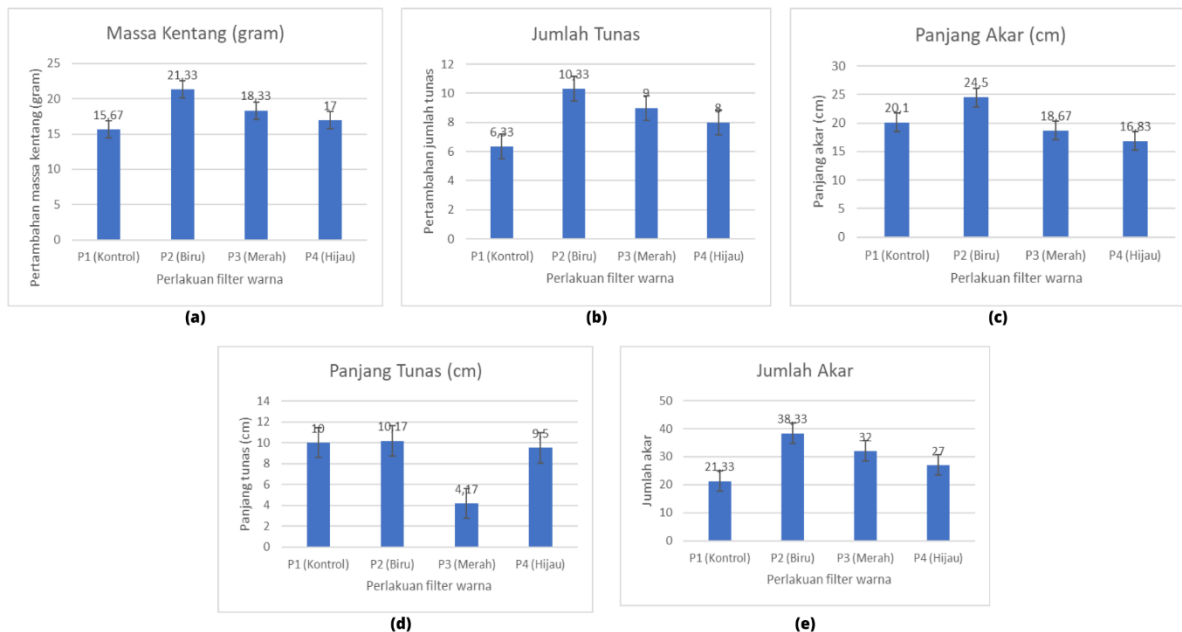 Massa Kentang (gram)
Pertambahan massa kentang (gram)
25
20
15
10
5
0
15,67
21,33
18,33
17
P1 (Kontrol) P2 (Biru) P3 (Merah) P4 (Hijau)
Perlakuan filter warna
(a)
Jumlah Tunas
Pertambahan jumlah tunas
12
10
8
6
4
2
0
6,33
10,33
9
8
P1 (Kontrol) P2 (Biru) P3 (Merah) P4 (Hijau)
Perlakuan filter warna
(b)
Panjang Akar (cm)
Panjang akar (cm)
30
25
20
15
10
5
0
20,1
24,5
18,67
16,83
P1 (Kontrol) P2 (Biru) P3 (Merah) P4 (Hijau)
Perlakuan filter warna
(c)
Panjang Tunas (cm)
Panjang tunas (cm)
14
12
10
8
6
4
2
0
10
10,17
4,17
9,5
P1 (Kontrol) P2 (Biru) P3 (Merah) P4 (Hijau)
Perlakuan filter warna
(d)
Jumlah Akar
Jumlah akar
50
40
30
20
10
0
21,33
38,33
32
27
P1 (Kontrol) P2 (Biru) P3 (Merah) P4 (Hijau)
Perlakuan filter warna
(e)